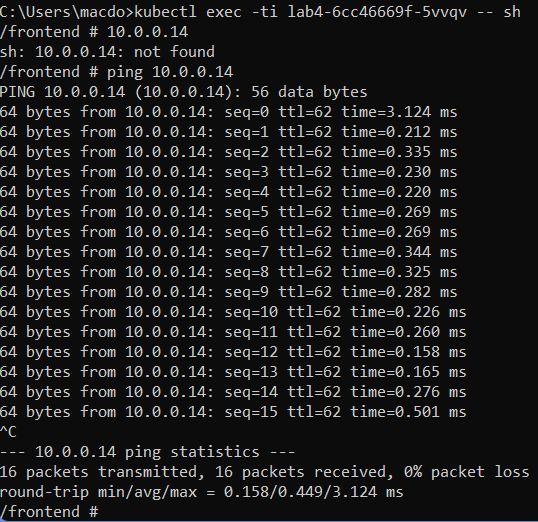 C:\Users\macdo>kubectl exec -ti lab4-6cc46669f-5vvqv -- sh
/frontend # 10.0.0.14
sh: 10.0.0.14: not found
/frontend # ping 10.0.0.14
PING 10.0.0.14 (10.0.0.14): 56 data bytes
64 bytes from 10.0.0.14: seq=0 ttl=62 time=3.124 ms
64 bytes from 10.0.0.14: seq=1 ttl=62 time=0.212 ms
64 bytes from 10.0.0.14: seq=2 ttl=62 time=0.335 ms
64 bytes from 10.0.0.14: seq=3 ttl=62 time=0.230 ms
64 bytes from 10.0.0.14: seq=4 ttl=62 time=0.220 ms
64 bytes from 10.0.0.14: seq=5 ttl=62 time=0.269 ms
64 bytes from 10.0.0.14: seq=6 ttl=62 time=0.269 ms
64 bytes from 10.0.0.14: seq=7 ttl=62 time=0.344 ms
64 bytes from 10.0.0.14: seq=8 ttl=62 time=0.325 ms
64 bytes from 10.0.0.14: seq=9 ttl=62 time=0.282 ms
64 bytes from 10.0.0.14: seq=10 ttl=62 time=0.226 ms
64 bytes from 10.0.0.14: seq=11 ttl=62 time=0.260 ms
64 bytes from 10.0.0.14: seq=12 ttl=62 time=0.158 ms
64 bytes from 10.0.0.14: seq=13 ttl=62 time=0.165 ms
64 bytes from 10.0.0.14: seq=14 ttl=62 time=0.276 ms
64 bytes from 10.0.0.14: seq=15 ttl=62 time=0.501 ms
^C
--- 10.0.0.14 ping statistics ---
16 packets transmitted, 16 packets received, 0% packet loss
round-trip min/avg/max = 0.158/0.449/3.124 ms
/frontend #